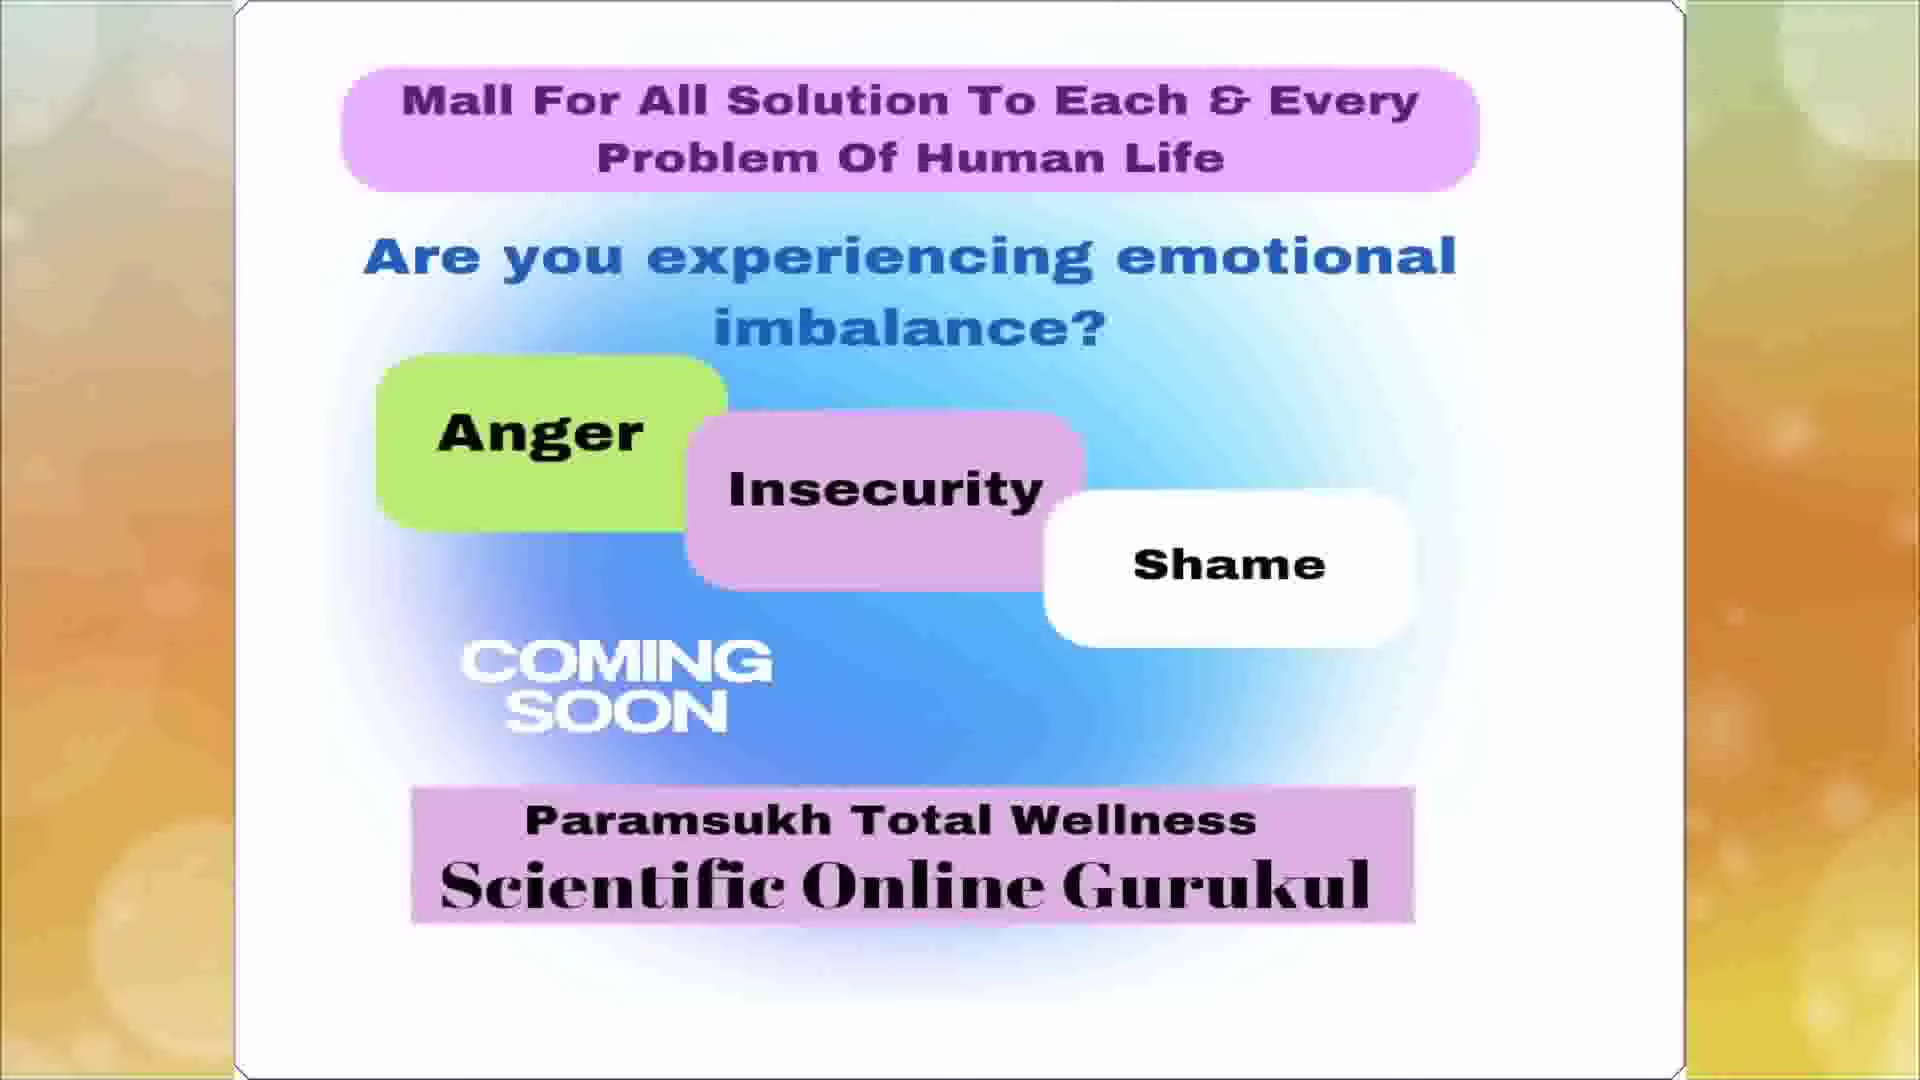 Mall For All Solution To Each & Every
Problem Of Human Life
Are you experiencing emotional
imbalance?
Anger
Insecurity
Shame
COMING
SOON
Paramsukh Total Wellness
Scientific Online Gurukul